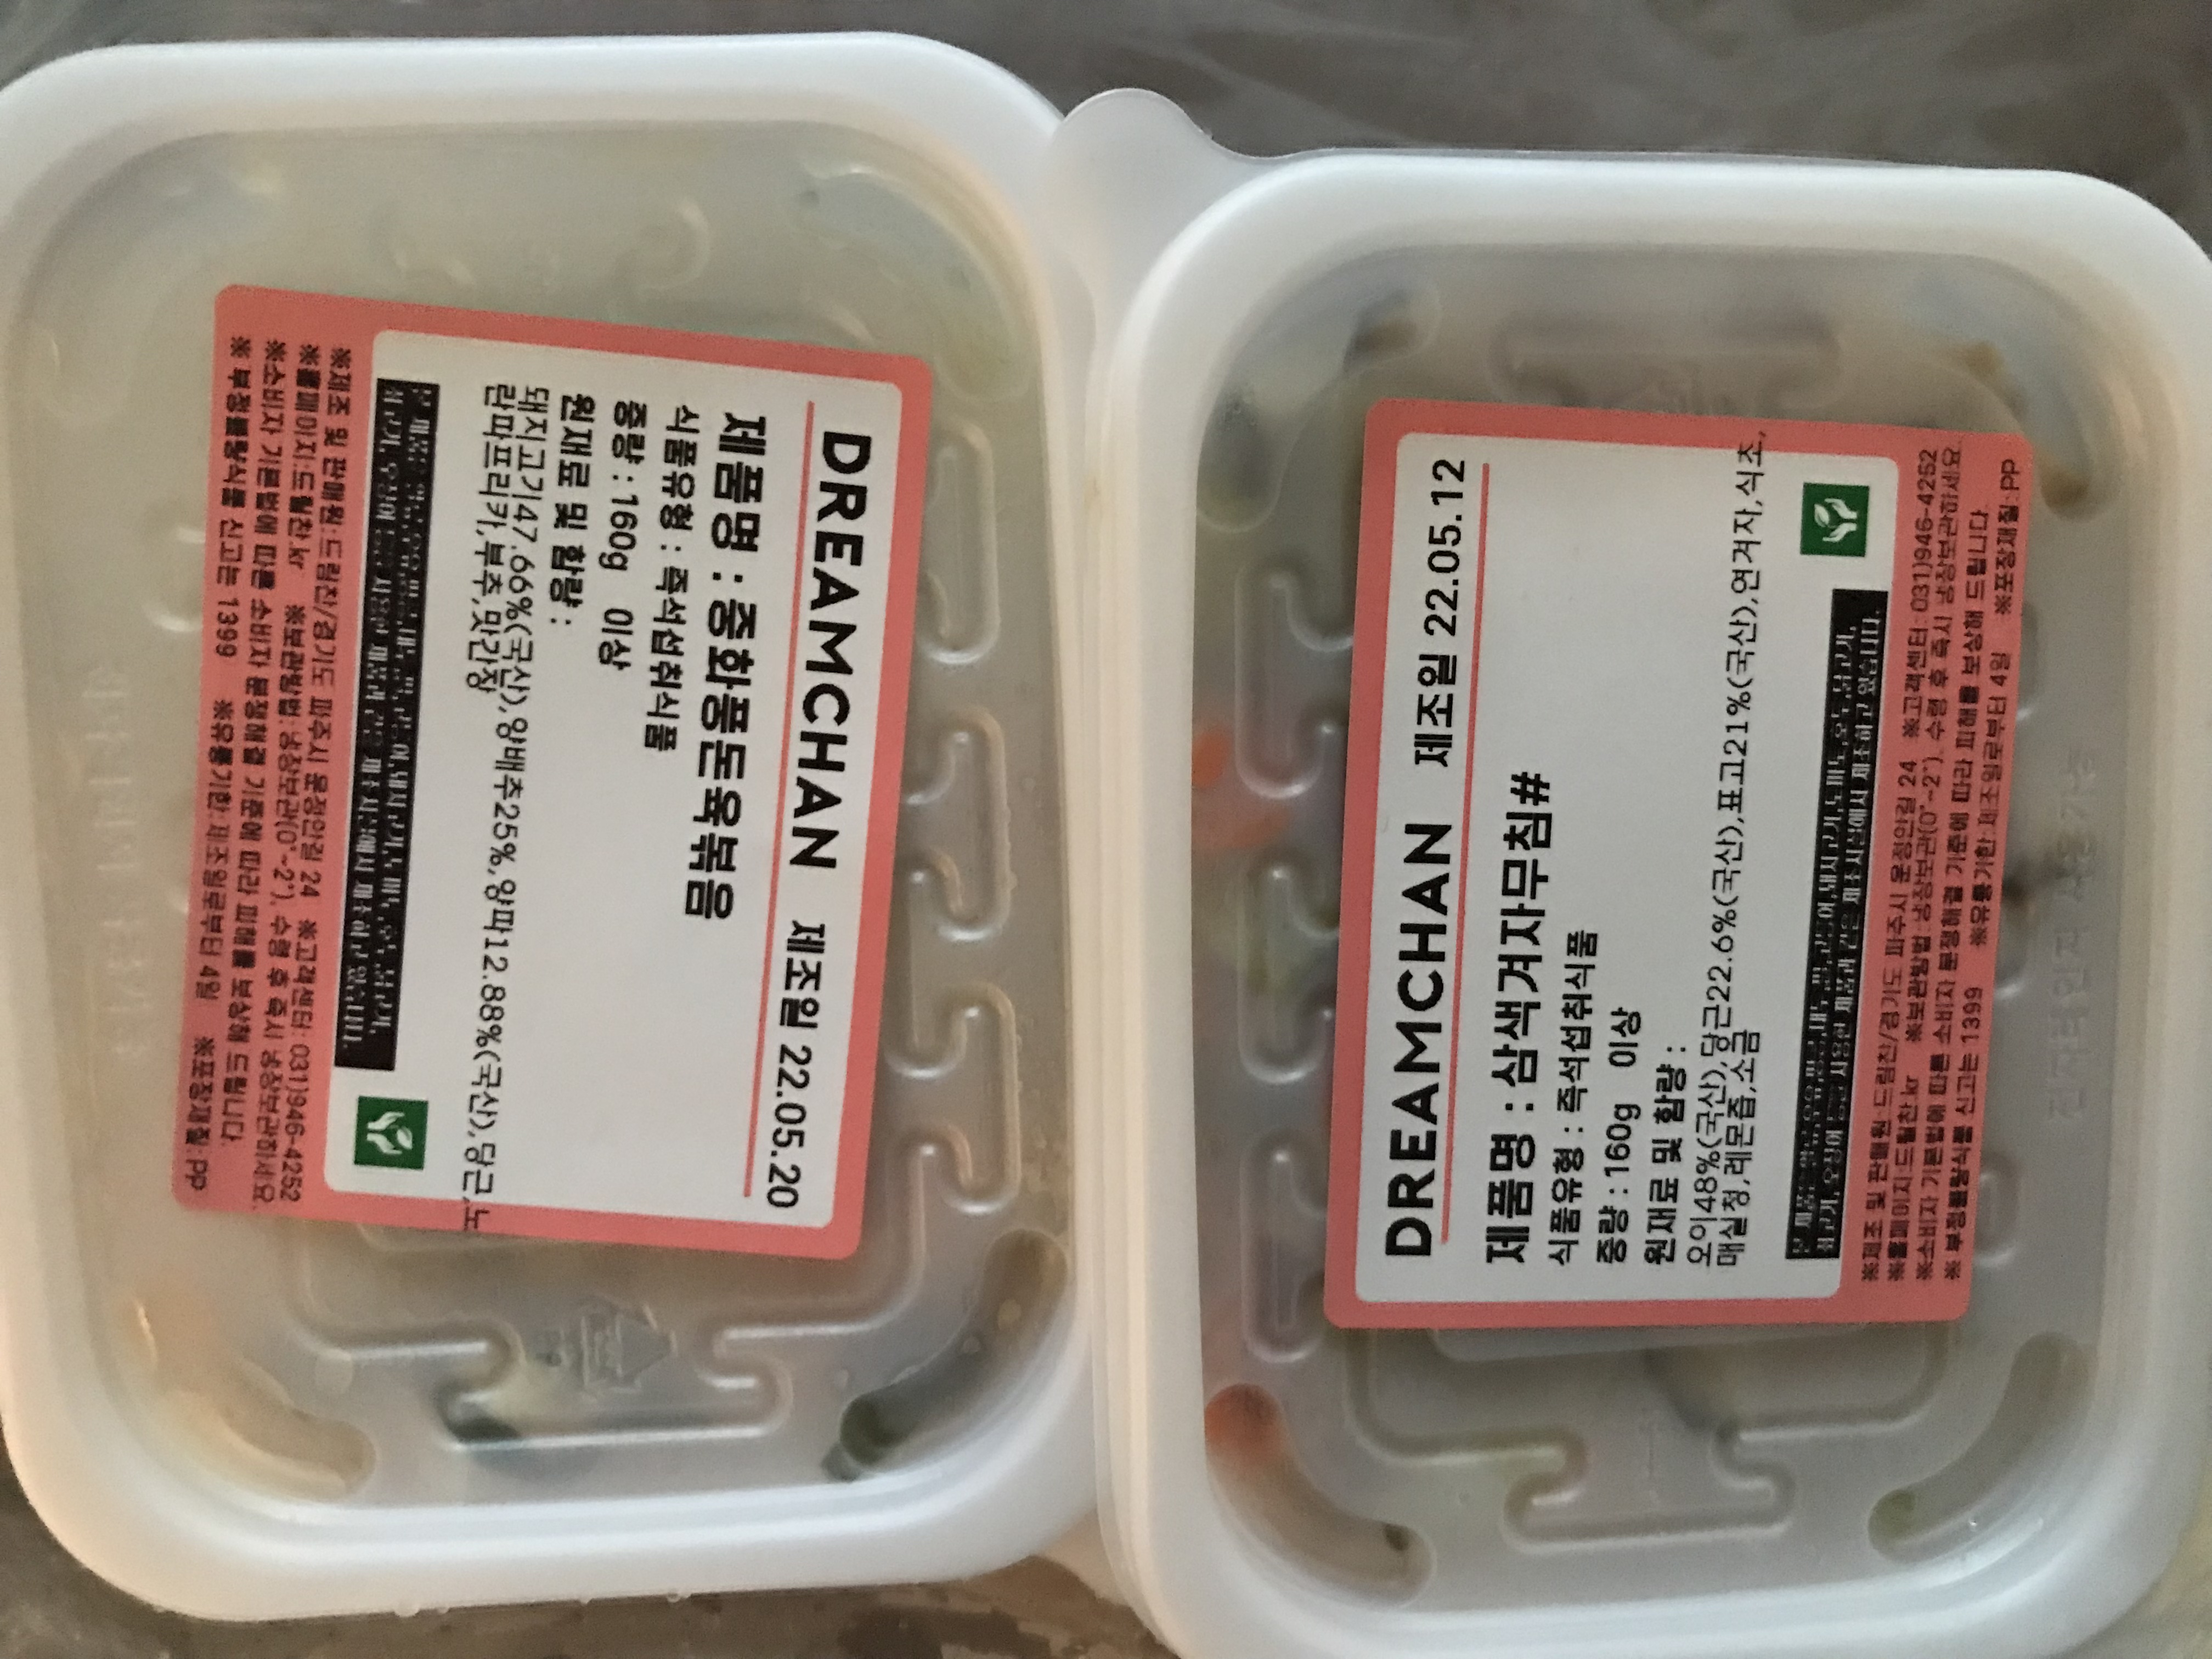 DREAMCHAN 제조일 22.05.20
제품명 : 중화풍돈육볶음
식품유형 : 즉석섭취식품
중량 : 160g 이상
원재료 및 함량 :
돼지고기47.66%(국산),양배추25%,양파12.88%(국산),당근,노
란파프리카,부추,맛간장
※제조 및 판매원:드림찬/경기도 파주시 운정안길 24 ※고객센터: 031)946-4252
※홈페이지:드림찬.kr ※보관방법: 냉장보관(0°~2°). 수령 후 즉시 냉장보관하세요.
※소비자 기본법에 따른 소비자 분쟁해결 기준에 따라 피해를 보상해 드립니다.
※ 부정불량식품 신고는 1399 ※유통기한:제조일로부터 4일 ※포장재질: PP
DREAMCHAN 제조일 22.05.12
제품명 : 삼색겨자무침#
식품유형 : 즉석섭취식품
중량 : 160g 이상
원재료 및 함량 :
오이48%(국산),당근22.6%(국산),표고21%(국산),연겨자,식초,
매실청,레몬즙,소금
※제조 및 판매원:드림찬/경기도 파주시 운정안길 24 ※고객센터: 031)946-4252
※홈페이지:드림찬.kr ※보관방법: 냉장보관(0°~2°). 수령 후 즉시 냉장보관하세요.
※소비자 기본법에 따른 소비자 분쟁해결 기준에 따라 피해를 보상해 드립니다
※ 부정불량식품 신고는 1399 ※유통기한:제조일로부터 4일 ※포장재질: PP